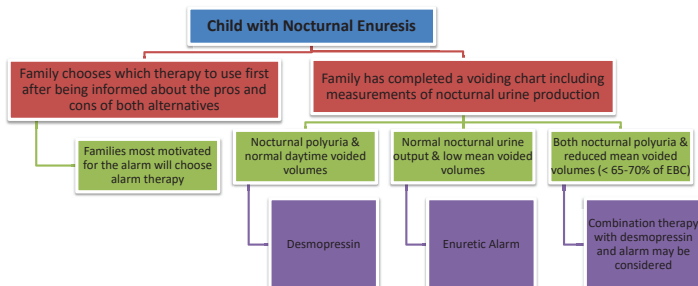 Child with Nocturnal Enuresis
Family chooses which therapy to use first
after being informed about the pros and
cons of both alternatives
Family has completed a voiding chart including
measurements of nocturnal urine production
Families most motivated
for the alarm will choose
alarm therapy
Nocturnal polyuria &
normal daytime voided
volumes
Normal nocturnal urine
output & low mean voided
volumes
Both nocturnal polyuria &
reduced mean voided
volumes (< 65-70% of EBC)
Desmopressin
Enuretic Alarm
Combination therapy
with desmopressin
and alarm may be
considered